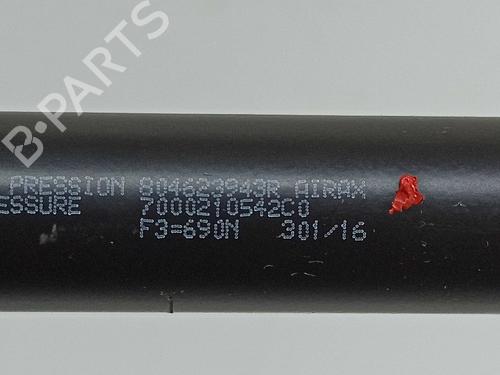 B-PARTS
PRESSION 804623943R AIRAX
ESSURE 7000210542C0
F3=690N 301/16